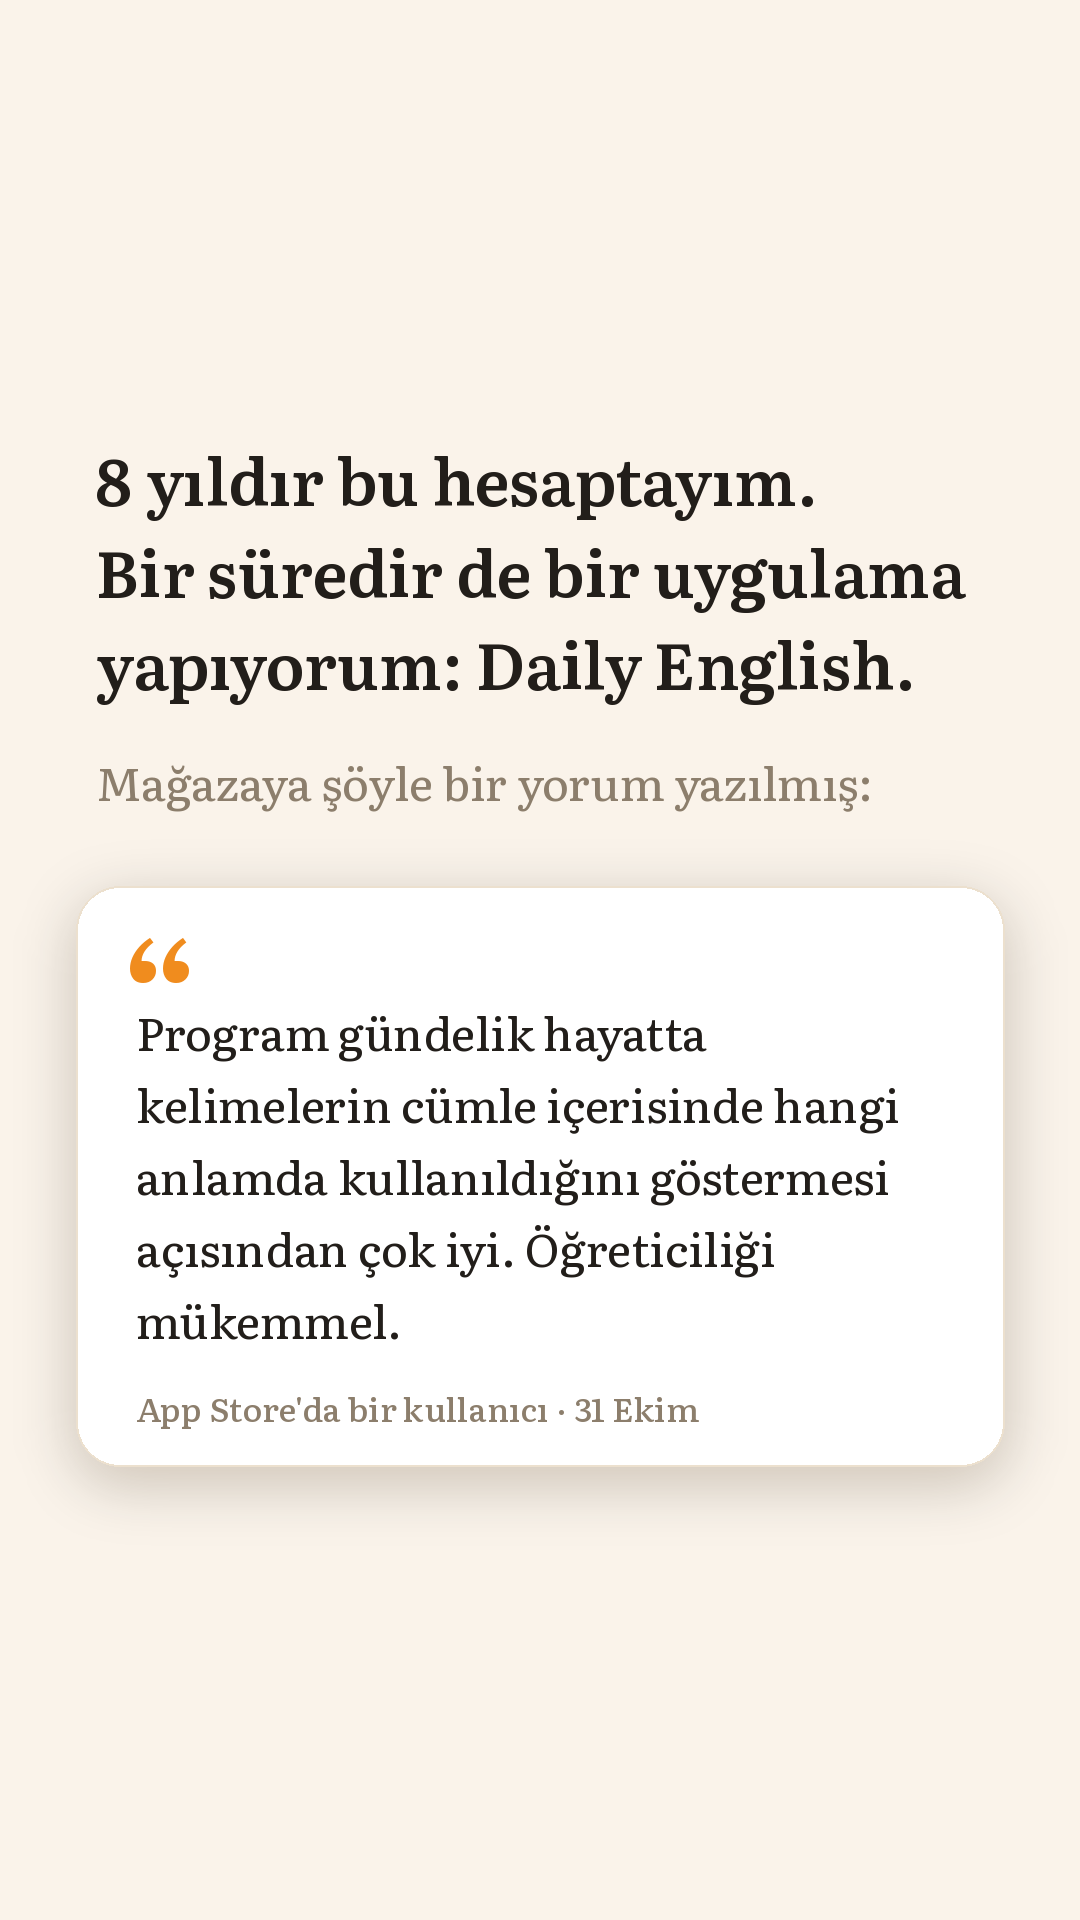 8 yıldır bu hesaptayım.
Bir süredir de bir uygulama
yapıyorum: Daily English.
Mağazaya şöyle bir yorum yazılmış:
“
Program gündelik hayatta
kelimelerin cümle içerisinde hangi
anlamda kullanıldığını göstermesi
açısından çok iyi. Öğreticiliği
mükemmel.
App Store'da bir kullanıcı · 31 Ekim